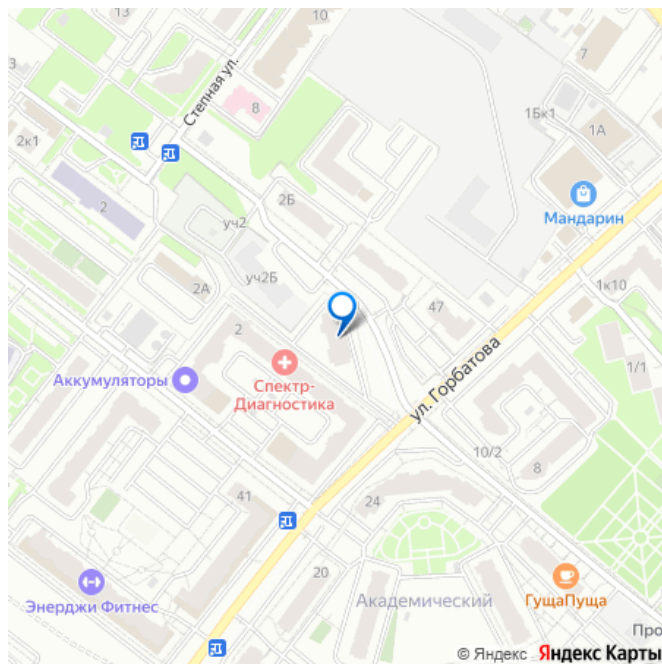 10
7
Степная ул.
8
1Бк1
1А
2к1
Мандарин
2
2Б
уч2
уч2Б
1к10
2А
47
2
ул. Горбатова
1/1
Аккумуляторы
Спектр-
Диагностика
10/2
8
41
24
20
Энерджи Фитнес
Академический
ГущаПуща
Про
© Яндекс Яндекс Карты